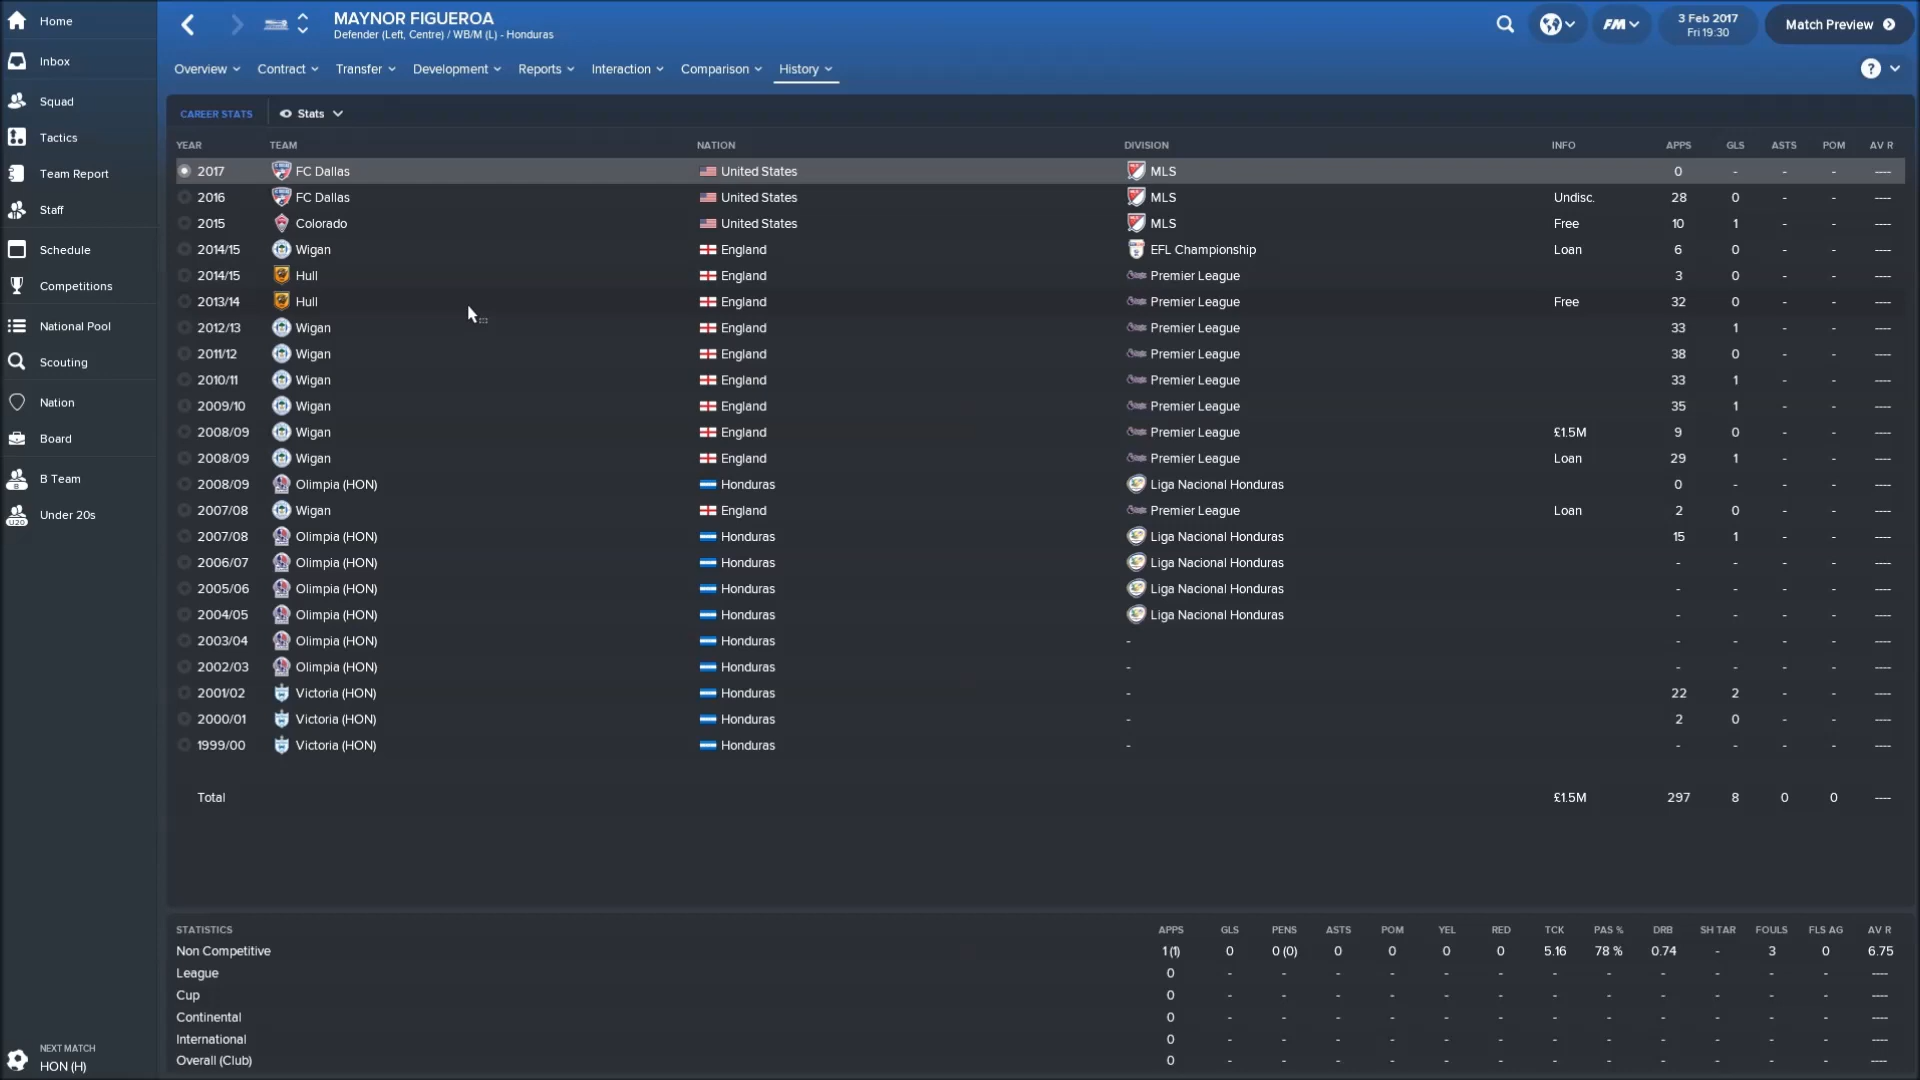 Home
Inbox
Squad
Tactics
Team Report
Staff
Schedule
Competitions
National Pool
Scouting
Nation
Board
B Team
Under 20s
NEXT MATCH
HON (H)
MAYNOR FIGUEROA
Defender (Left, Centre) / WB/M (L) - Honduras
FM
3 Feb 2017
Fri 19:30
Match Preview
Overview Contract Transfer Development Reports Interaction Comparison History ?
CAREER STATS Stats
YEAR TEAM NATION DIVISION INFO APPS GLS ASTS POM AV R
2017 FC Dallas United States MLS 0 - - - ----
2016 FC Dallas United States MLS Undisc. 28 0 - - ----
2015 Colorado United States MLS Free 10 1 - - ----
2014/15 Wigan England EFL Championship Loan 6 0 - - ----
2014/15 Hull England Premier League 3 0 - - ----
2013/14 Hull England Premier League Free 32 0 - - ----
2012/13 Wigan England Premier League 33 1 - - ----
2011/12 Wigan England Premier League 38 0 - - ----
2010/11 Wigan England Premier League 33 1 - - ----
2009/10 Wigan England Premier League 35 1 - - ----
2008/09 Wigan England Premier League £1.5M 9 0 - - ----
2008/09 Wigan England Premier League Loan 29 1 - - ----
2008/09 Olimpia (HON) Honduras Liga Nacional Honduras 0 - - - ----
2007/08 Wigan England Premier League Loan 2 0 - - ----
2007/08 Olimpia (HON) Honduras Liga Nacional Honduras 15 1 - - ----
2006/07 Olimpia (HON) Honduras Liga Nacional Honduras - - - - ----
2005/06 Olimpia (HON) Honduras Liga Nacional Honduras - - - - ----
2004/05 Olimpia (HON) Honduras Liga Nacional Honduras - - - - ----
2003/04 Olimpia (HON) Honduras - - - - - ----
2002/03 Olimpia (HON) Honduras - - - - - ----
2001/02 Victoria (HON) Honduras - 22 2 - - ----
2000/01 Victoria (HON) Honduras - 2 0 - - ----
1999/00 Victoria (HON) Honduras - - - - - ----
Total £1.5M 297 8 0 0 ----
STATISTICS APPS GLS PENS ASTS POM YEL RED TCK PAS % DRB SH TAR FOULS FLS AG AV R
Non Competitive 1 (1) 0 0 (0) 0 0 0 0 5.16 78 % 0.74 - 3 0 6.75
League 0 - - - - - - - - - - - - ----
Cup 0 - - - - - - - - - - - - ----
Continental 0 - - - - - - - - - - - - ----
International 0 - - - - - - - - - - - - ----
Overall (Club) 0 - - - - - - - - - - - - ----